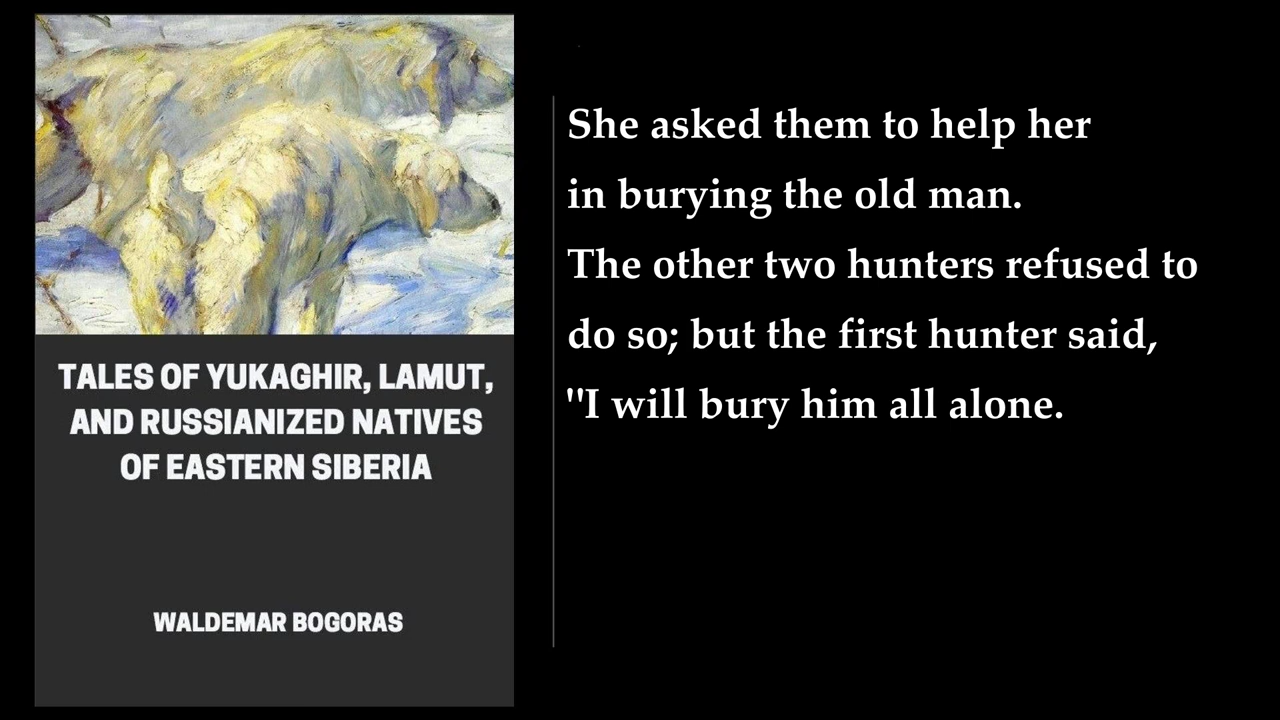 TALES OF YUKAGHIR, LAMUT,
AND RUSSIANIZED NATIVES
OF EASTERN SIBERIA
WALDEMAR BOGORAS
She asked them to help her
in burying the old man.
The other two hunters refused to
do so; but the first hunter said,
"I will bury him all alone.